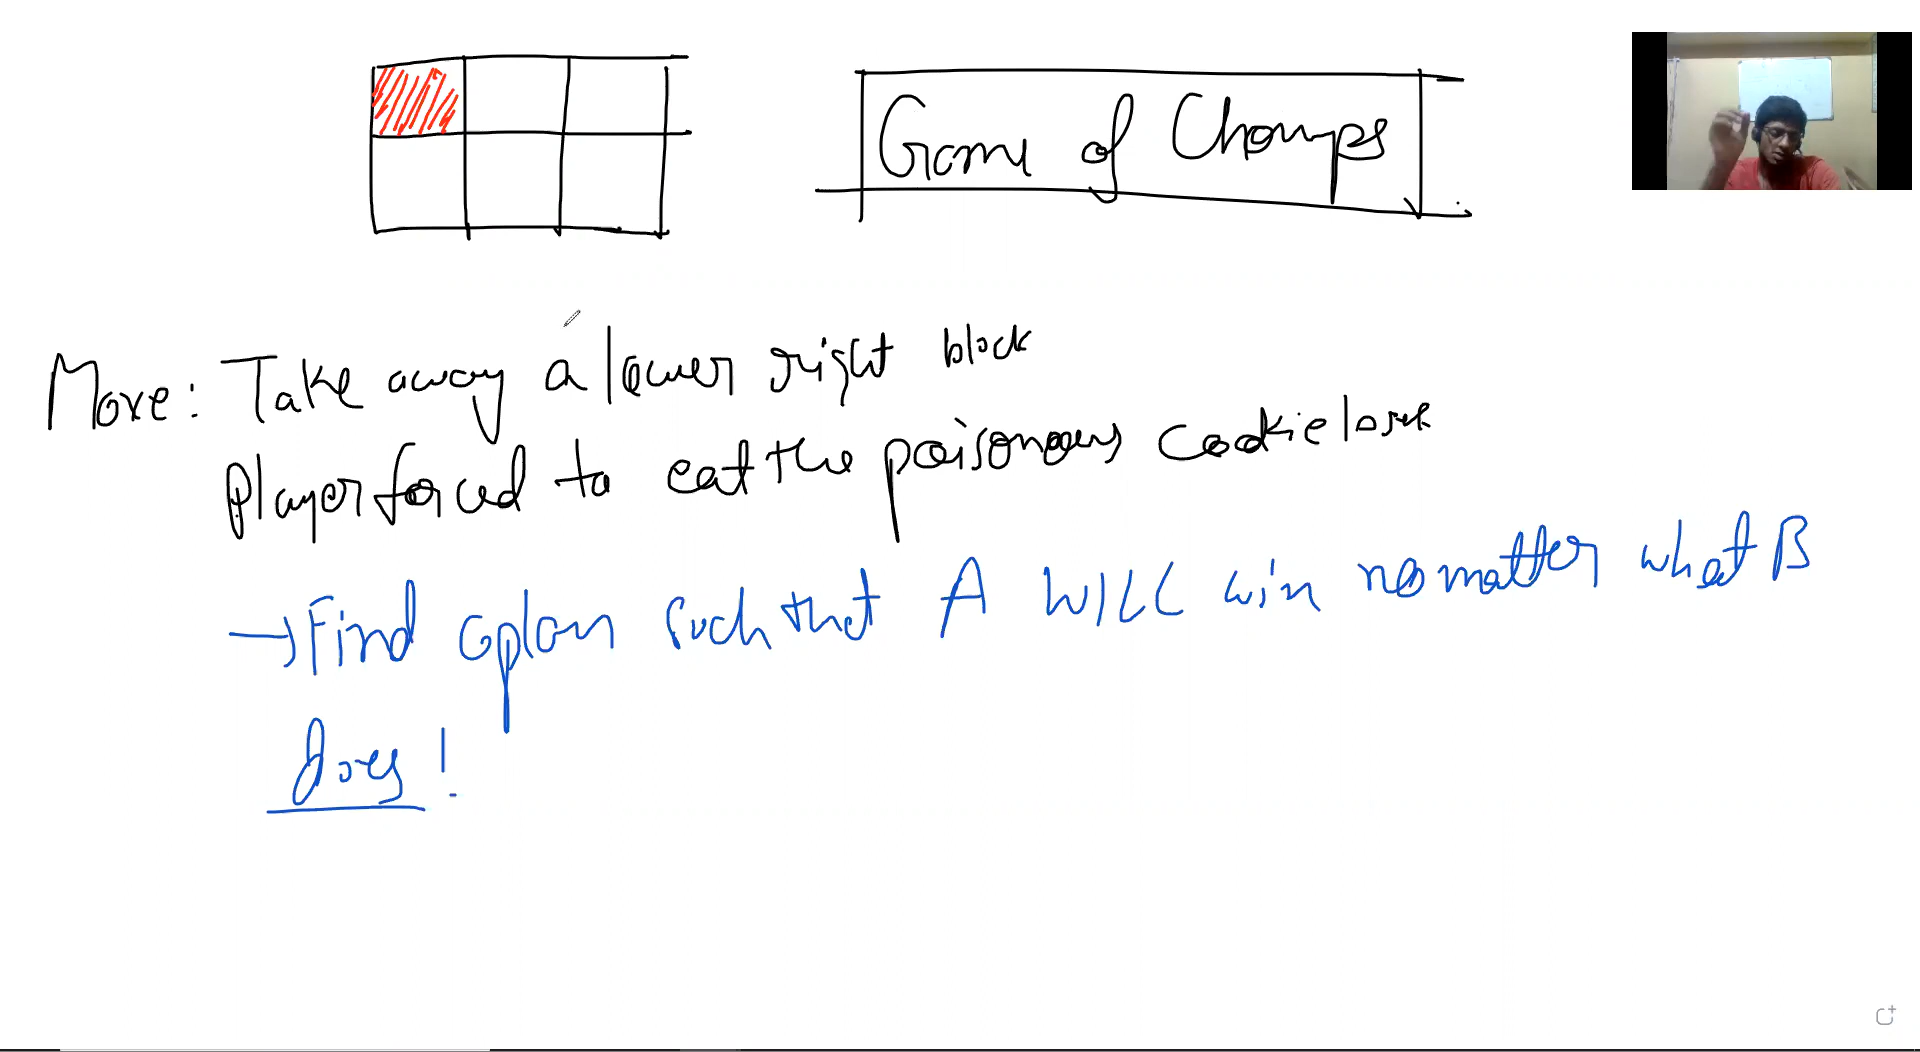 Game of Chomps
Move: Take away a lower right block
Player forced to eat the poisonous cookie loses
→ Find a plan such that A WILL win no matter what B
does!